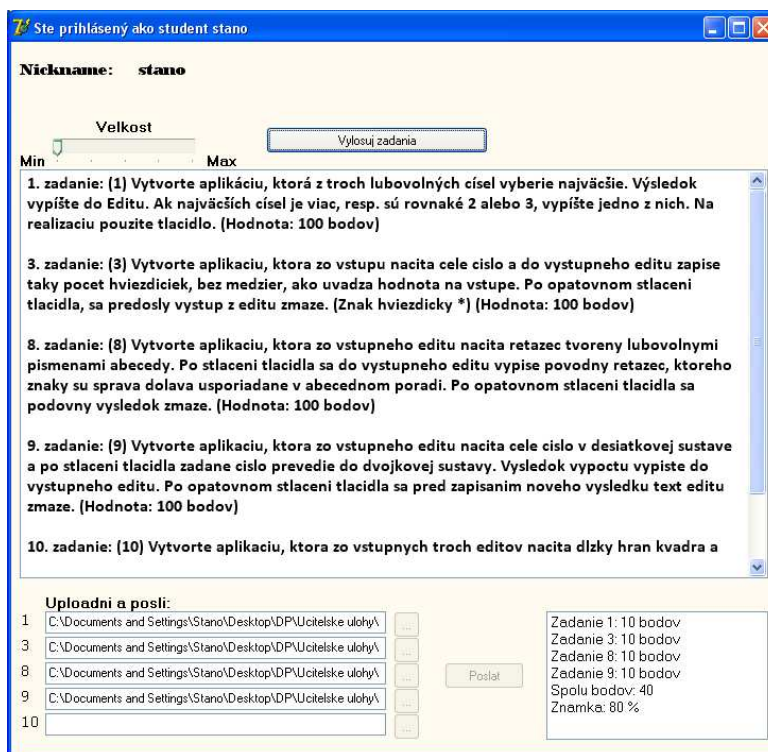 Ste prihlásený ako student stano
Nickname: stano
Velkost
Min Max
Vylosuj zadania
1. zadanie: (1) Vytvorte aplikáciu, ktorá z troch lubovolných císel vyberie najväcšie. Výsledok
vypíšte do Editu. Ak najväcších císel je viac, resp. sú rovnaké 2 alebo 3, vypíšte jedno z nich. Na
realizaciu pouzite tlacidlo. (Hodnota: 100 bodov)
3. zadanie: (3) Vytvorte aplikaciu, ktora zo vstupu nacita cele cislo a do vystupneho editu zapise
taky pocet hviezdiciek, bez medzier, ako uvadza hodnota na vstupe. Po opatovnom stlaceni
tlacidla, sa predosly vystup z editu zmaze. (Znak hviezdicky *) (Hodnota: 100 bodov)
8. zadanie: (8) Vytvorte aplikaciu, ktora zo vstupneho editu nacita retazec tvoreny lubovolnymi
pismenami abecedy. Po stlaceni tlacidla sa do vystupneho editu vypise povodny retazec, ktoreho
znaky su sprava dolava usporiadane v abecednom poradi. Po opatovnom stlaceni tlacidla sa
podovny vysledok zmaze. (Hodnota: 100 bodov)
9. zadanie: (9) Vytvorte aplikaciu, ktora zo vstupneho editu nacita cele cislo v desiatkovej sustave
a po stlaceni tlacidla zadane cislo prevedie do dvojkovej sustavy. Vysledok vypoctu vypiste do
vystupneho editu. Po opatovnom stlaceni tlacidla sa pred zapisanim noveho vysledku text editu
zmaze. (Hodnota: 100 bodov)
10. zadanie: (10) Vytvorte aplikaciu, ktora zo vstupnych troch editov nacita dlzky hran kvadra a
Uploadni a posli:
1 C:\Documents and Settings\Stano\Desktop\DP\Ucitelske ulohy\ ...
3 C:\Documents and Settings\Stano\Desktop\DP\Ucitelske ulohy\ ...
8 C:\Documents and Settings\Stano\Desktop\DP\Ucitelske ulohy\ ...
9 C:\Documents and Settings\Stano\Desktop\DP\Ucitelske ulohy\ ...
10 ...
Poslat
Zadanie 1: 10 bodov
Zadanie 3: 10 bodov
Zadanie 8: 10 bodov
Zadanie 9: 10 bodov
Spolu bodov: 40
Znamka: 80 %